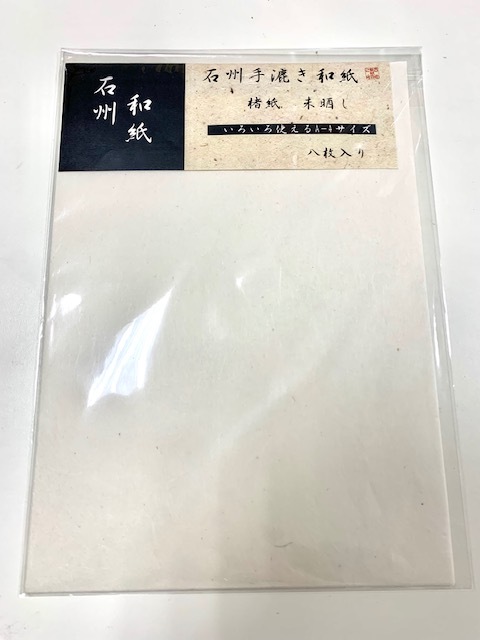 石州
和紙
石州手漉き和紙
楮紙 未晒し
いろいろ使えるA-4サイズ
八枚入り